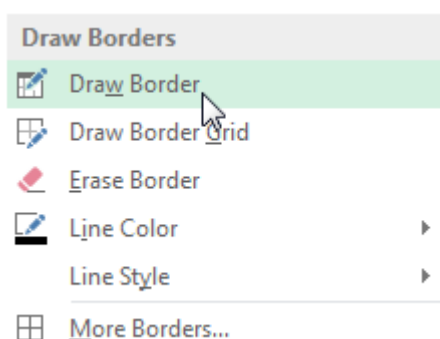 Draw Borders
Draw Border
Draw Border Grid
Erase Border
Line Color
Line Style
More Borders...